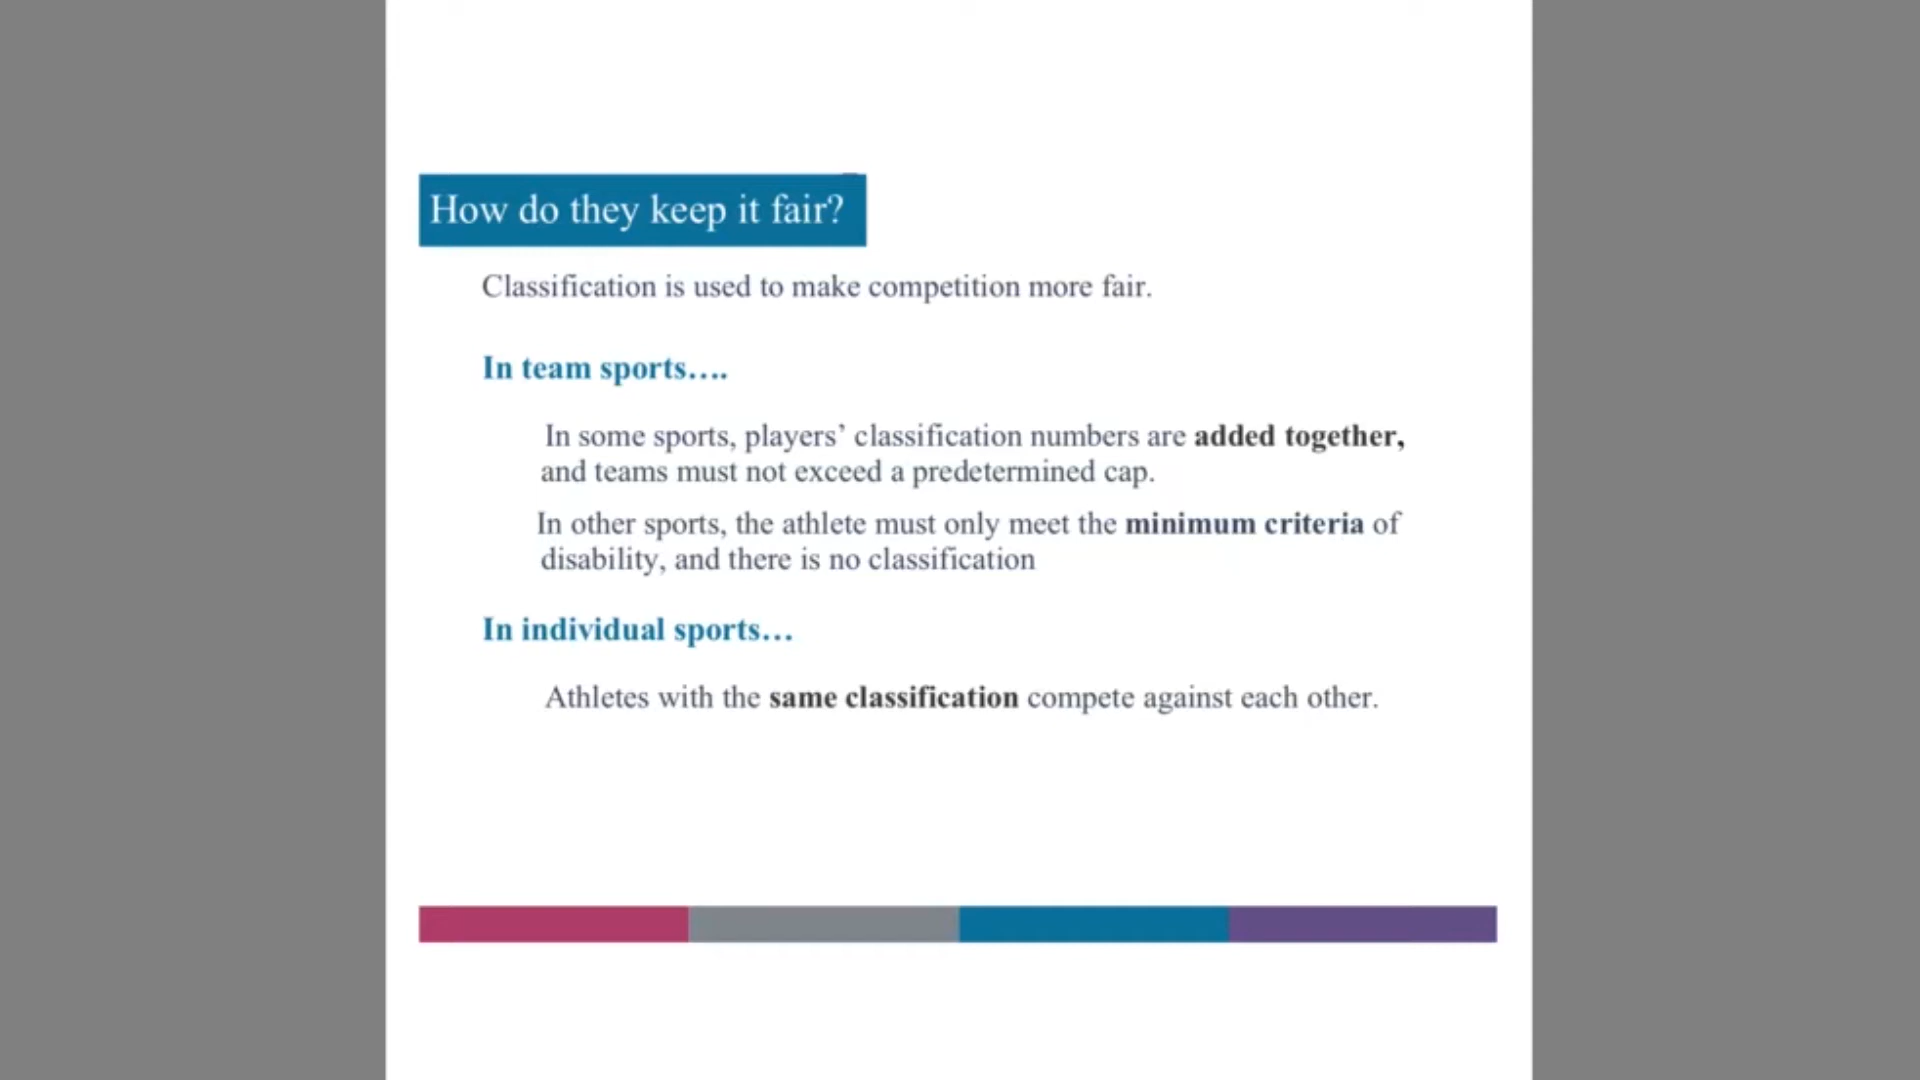 How do they keep it fair?
Classification is used to make competition more fair.
In team sports….
In some sports, players’ classification numbers are added together,
and teams must not exceed a predetermined cap.
In other sports, the athlete must only meet the minimum criteria of
disability, and there is no classification
In individual sports…
Athletes with the same classification compete against each other.